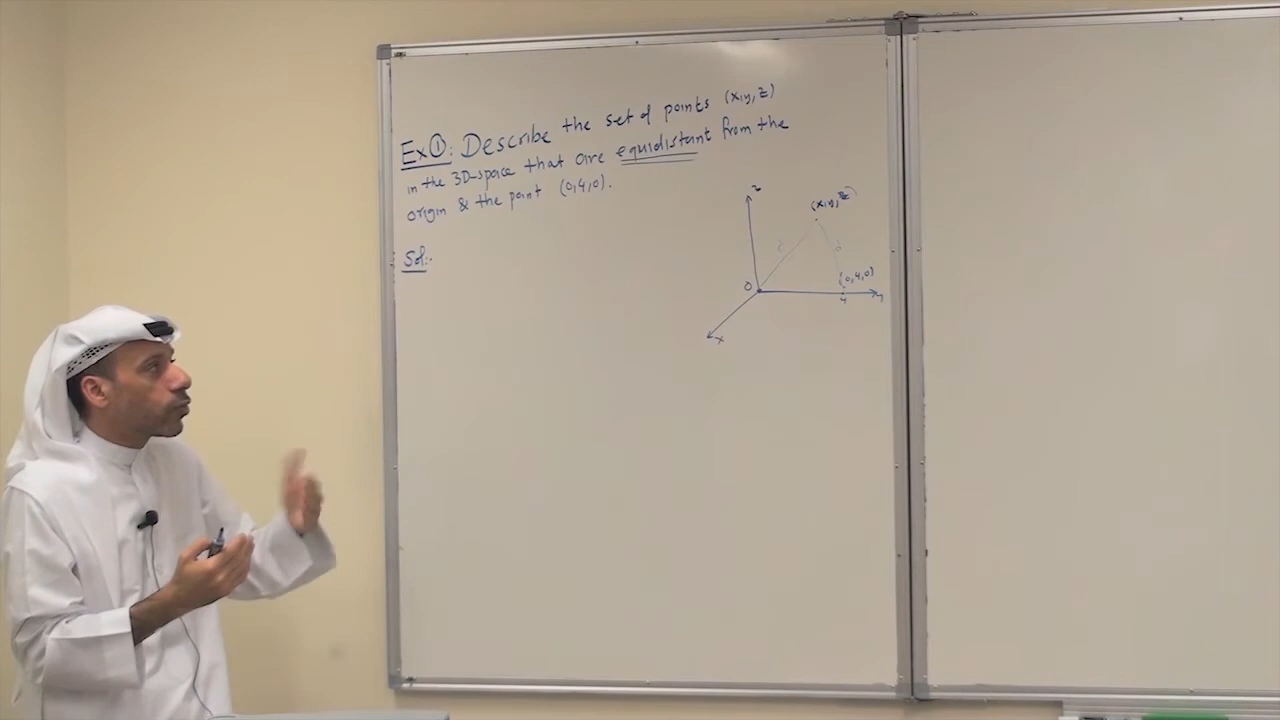 Ex①: Describe the set of points (x,y,z)
in the 3D-space that are equidistant from the
origin & the point (0,4,0).
Sol:.
z
(x,y,z)
(0,4,0)
O
4
y
x